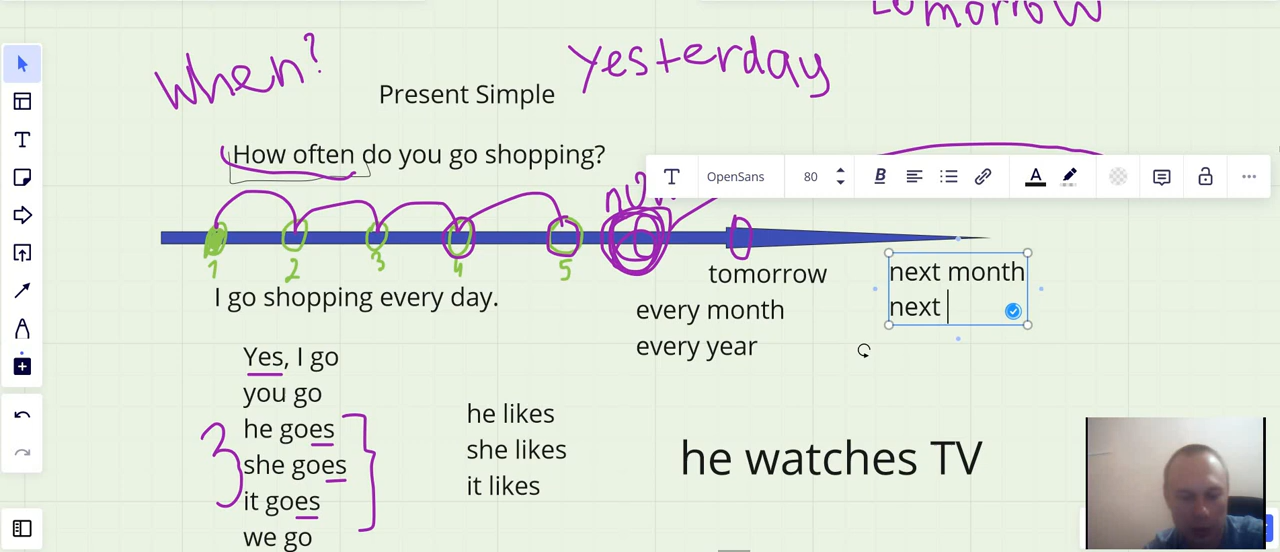 tomorrow
When?
yesterday
Present Simple
How often do you go shopping?
OpenSans
80
B
A
1 2 3 4 5
I go shopping every day.
tomorrow
every month
every year
next month
next
Yes, I go
you go
he goes
she goes
it goes
we go
3
he likes
she likes
it likes
he watches TV